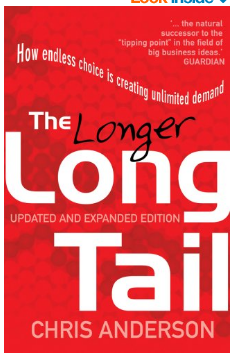 Look Inside
'... the natural
successor to the
"tipping point" in the field of
big business ideas.'
GUARDIAN
How endless choice is creating unlimited demand
The Longer
Long
UPDATED AND EXPANDED EDITION
Tail
CHRIS ANDERSON